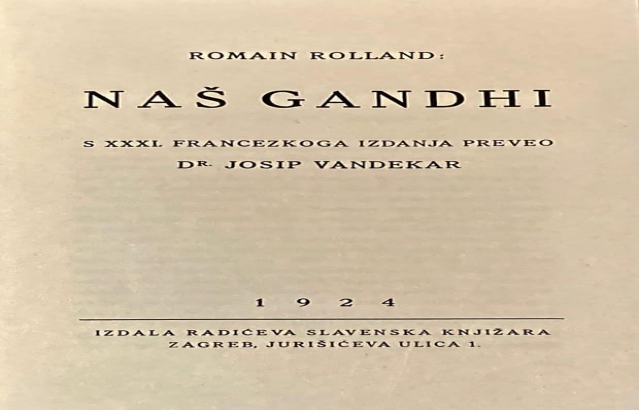 ROMAIN ROLLAND:
NAŠ GANDHI
S XXXI. FRANCEZKOGA IZDANJA PREVEO
DR. JOSIP VANDEKAR
1924
IZDALA RADIĆEVA SLAVENSKA KNJIŽARA
ZAGREB, JURIŠIĆEVA ULICA 1.